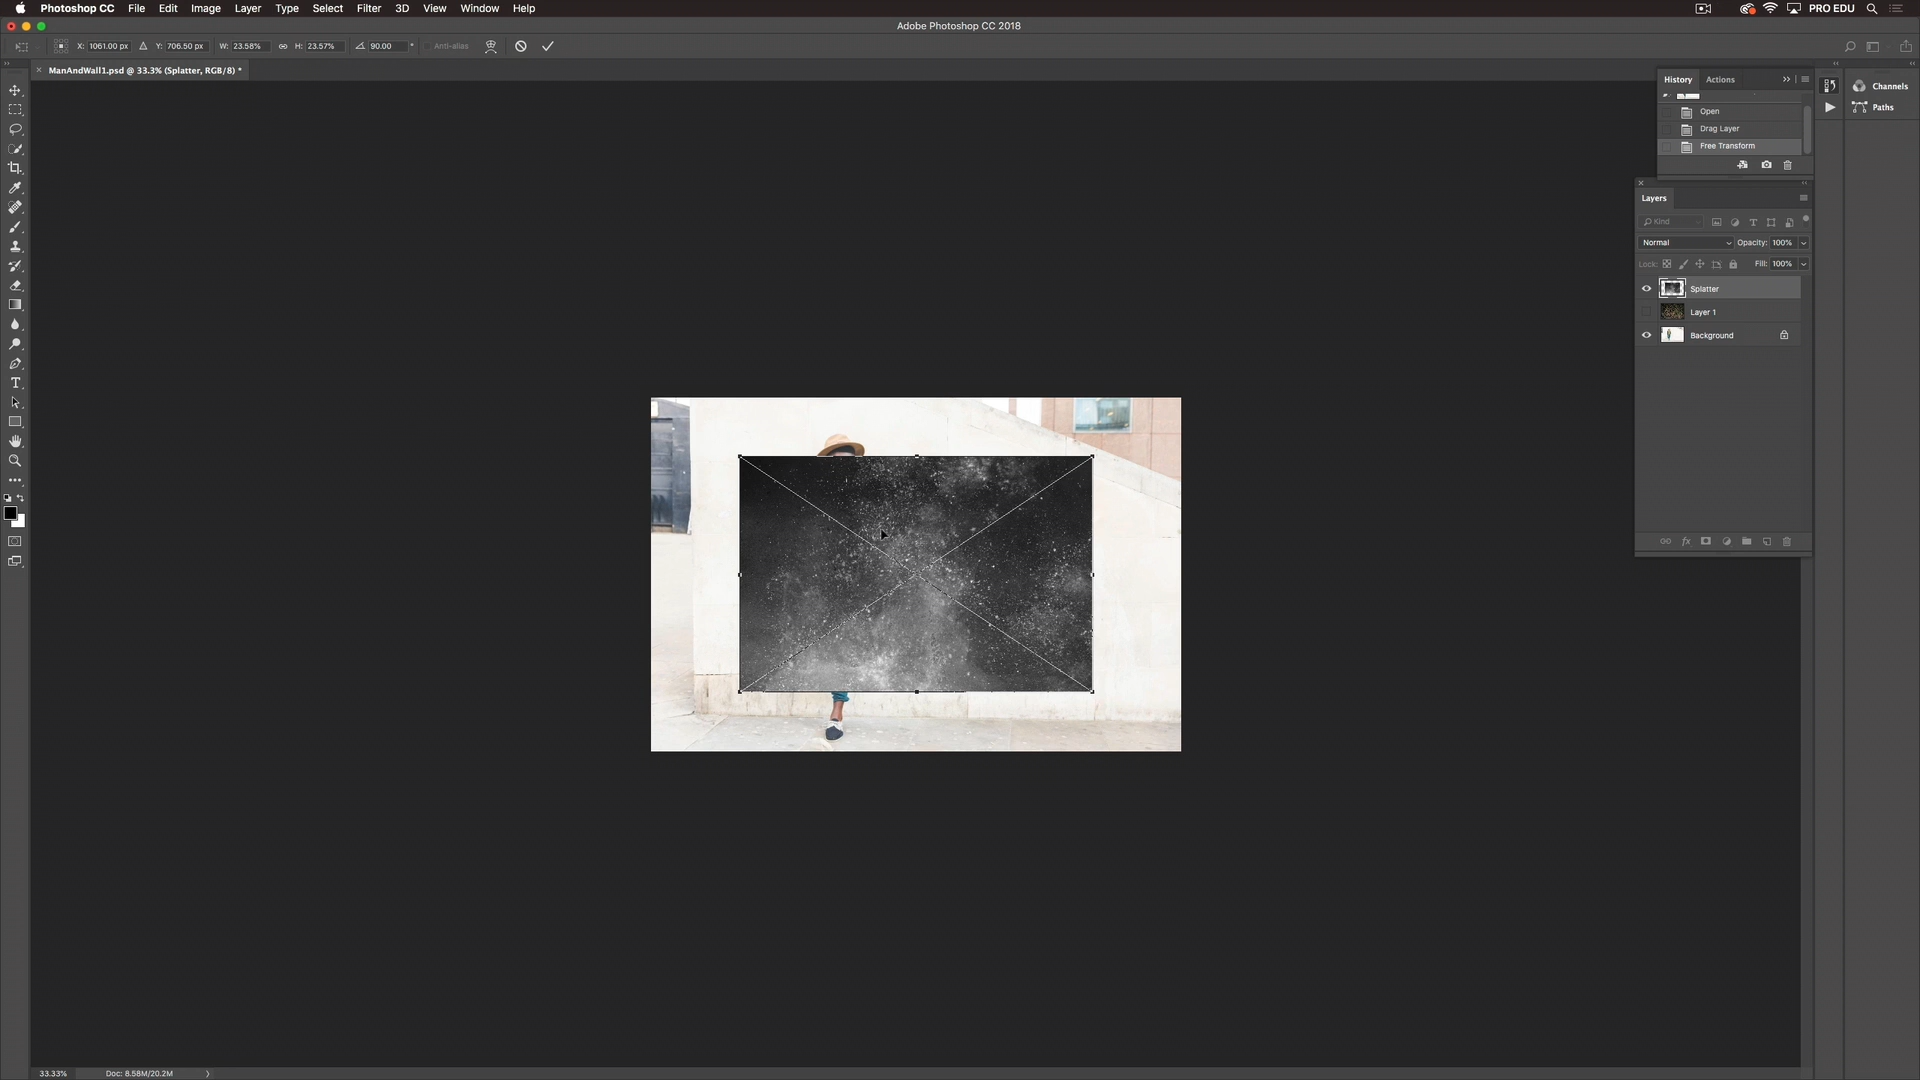 Photoshop CC File Edit Image Layer Type Select Filter 3D View Window Help PRO EDU
Adobe Photoshop CC 2018
X: 1061.00 px Y: 706.50 px W: 23.58% H: 23.57% 90.00 ° Anti-alias
ManAndWall1.psd @ 33.3% (Splatter, RGB/8) *
History Actions
Open
Drag Layer
Free Transform
Channels
Paths
Layers
Kind
Normal Opacity: 100%
Lock: Fill: 100%
Splatter
Layer 1
Background
33.33% Doc: 8.58M/20.2M